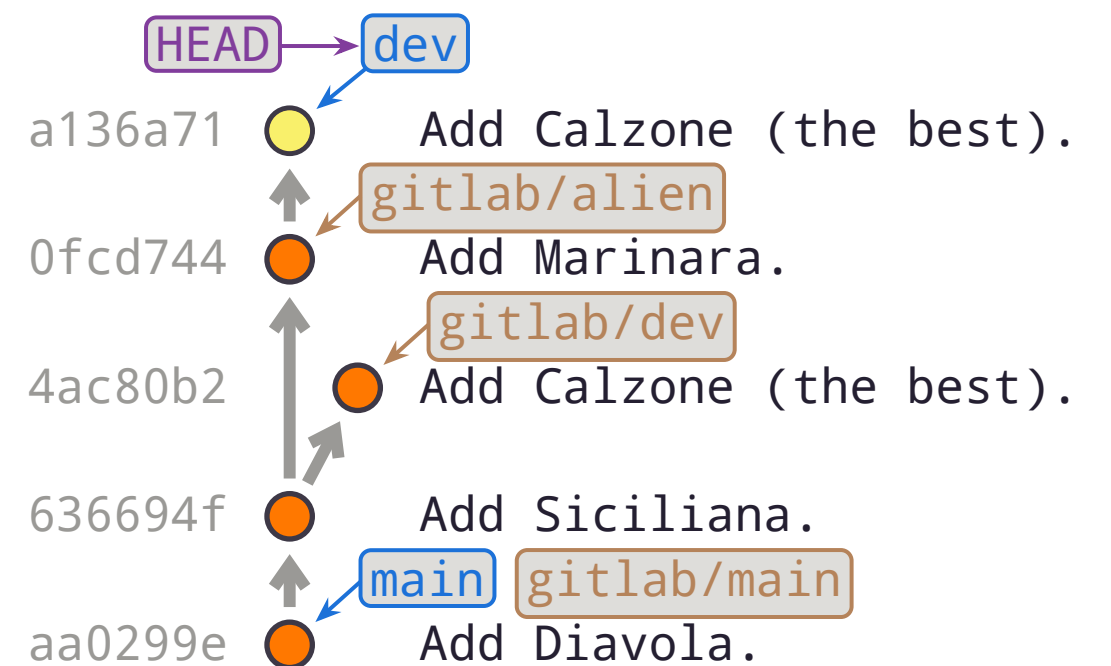 HEAD dev
a136a71 Add Calzone (the best).
gitlab/alien
0fcd744 Add Marinara.
gitlab/dev
4ac80b2 Add Calzone (the best).
636694f Add Siciliana.
main gitlab/main
aa0299e Add Diavola.